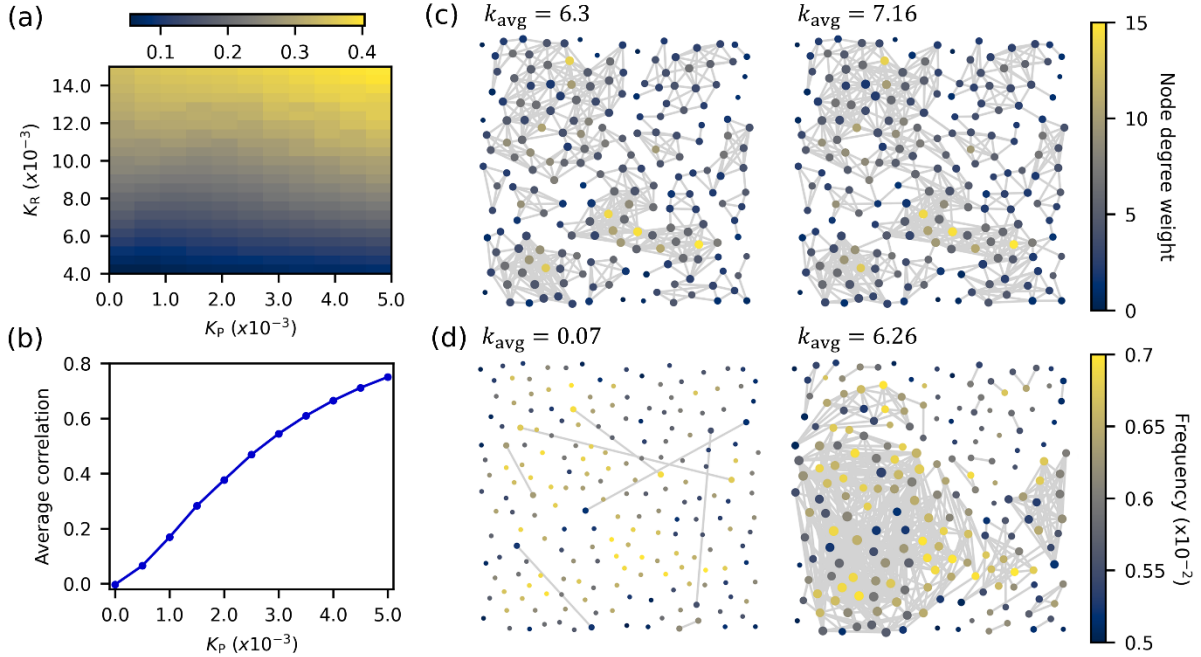 (a)
0.1 0.2 0.3 0.4
14.0
12.0
10.0
8.0
6.0
4.0
K_R (x10⁻³)
0.0 1.0 2.0 3.0 4.0 5.0
K_P (x10⁻³)
(b)
0.8
0.6
0.4
0.2
0.0
Average correlation
0.0 1.0 2.0 3.0 4.0 5.0
K_P (x10⁻³)
(c)
k_avg = 6.3
k_avg = 7.16
15
10
5
0
Node degree weight
(d)
k_avg = 0.07
k_avg = 6.26
0.7
0.65
0.6
0.55
0.5
Frequency (x10⁻²)